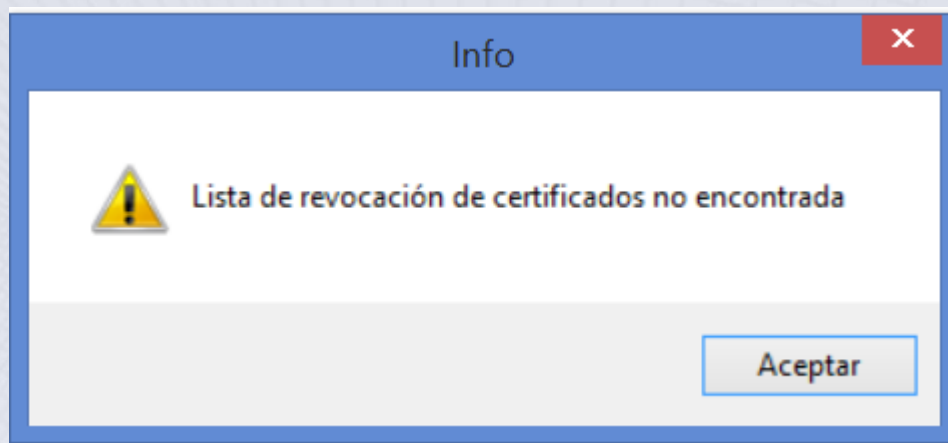 Info
Lista de revocación de certificados no encontrada
Aceptar